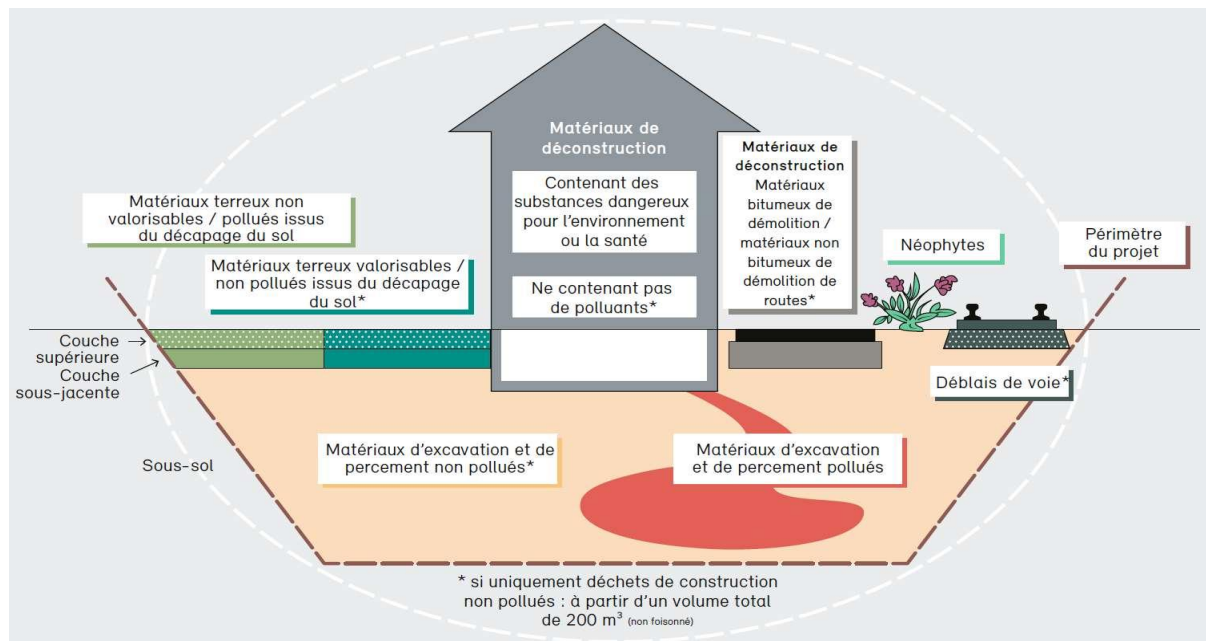 Matériaux de
déconstruction
Contenant des
substances dangereux
pour l'environnement
ou la santé
Ne contenant pas
de polluants*
Matériaux de
déconstruction
Matériaux
bitumeux de
démolition /
matériaux non
bitumeux de
démolition de
routes*
Matériaux terreux non
valorisables / pollués issus
du décapage du sol
Matériaux terreux valorisables /
non pollués issus du décapage
du sol*
Néophytes
Périmètre
du projet
Couche
supérieure
Couche
sous-jacente
Déblais de voie*
Sous-sol
Matériaux d'excavation et de
percement non pollués*
Matériaux d'excavation
et de percement pollués
* si uniquement déchets de construction
non pollués : à partir d'un volume total
de 200 m³ (non foisonné)